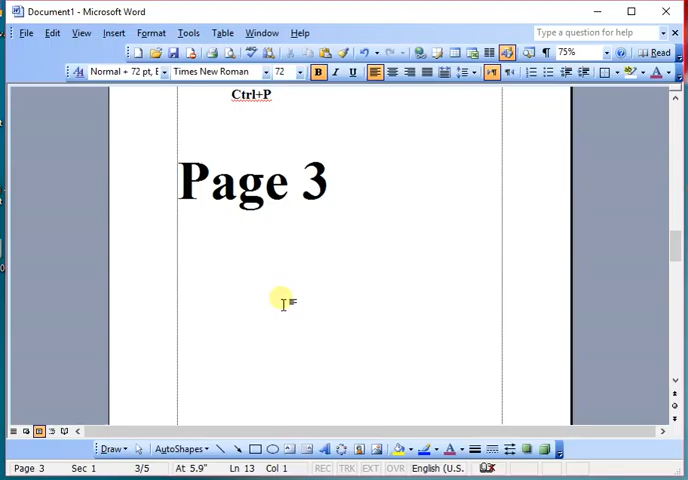 Document1 - Microsoft Word
File Edit View Insert Format Tools Table Window Help Type a question for help
75% Read
Normal + 72 pt, Times New Roman 72 B I U
Ctrl+P
Page 3
Draw AutoShapes
Page 3 Sec 1 3/5 At 5.9" Ln 13 Col 1 REC TRK EXT OVR English (U.S.